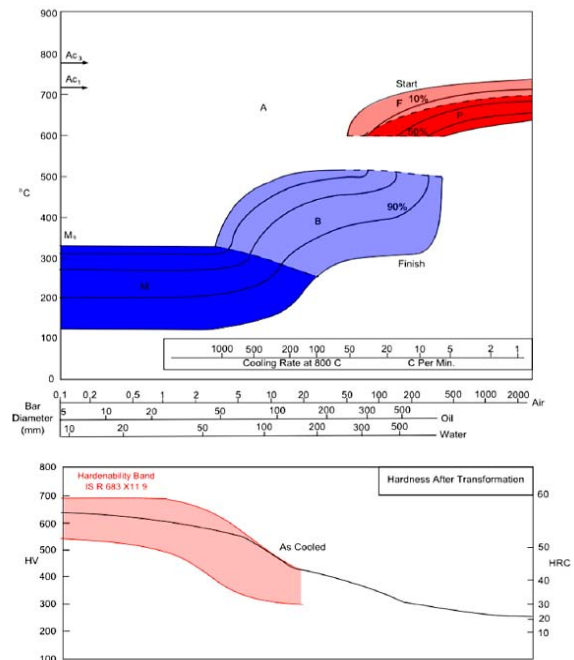 900
800
Ac3
Ac1
700
600
°C
500
400
Ms
300
200
100
0
A
Start
F 10%
P
50%
B
90%
Finish
M
1000 500 200 100 50 20 10 5 2 1
Cooling Rate at 800 C C Per Min.
0,1 0,2 0,5 1 2 5 10 20 50 100 200 500 1000 2000 Air
Bar
Diameter
(mm)
5 10 20 50 100 200 300 500 Oil
10 20 50 100 200 300 500 Water
800
700
600
500
HV
400
300
200
100
Hardenability Band
IS R 683 X11 9
Hardness After Transformation
As Cooled
60
50
40
HRC
30
20
10